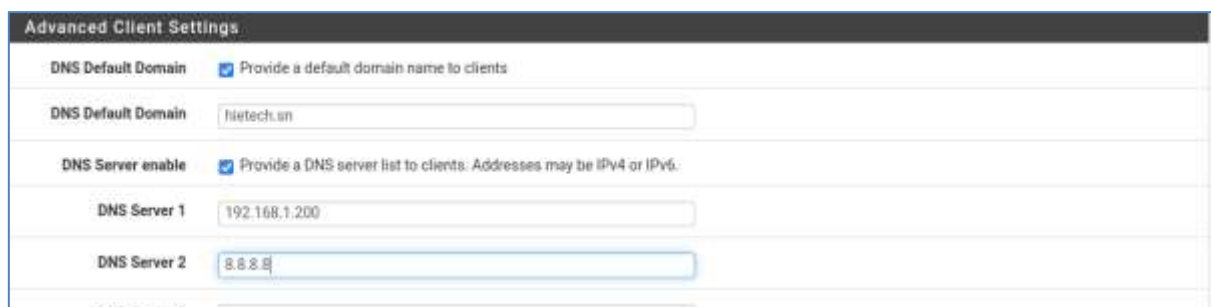 Advanced Client Settings
DNS Default Domain Provide a default domain name to clients
DNS Default Domain hietech.sn
DNS Server enable Provide a DNS server list to clients. Addresses may be IPv4 or IPv6.
DNS Server 1 192.168.1.200
DNS Server 2 8.8.8.8